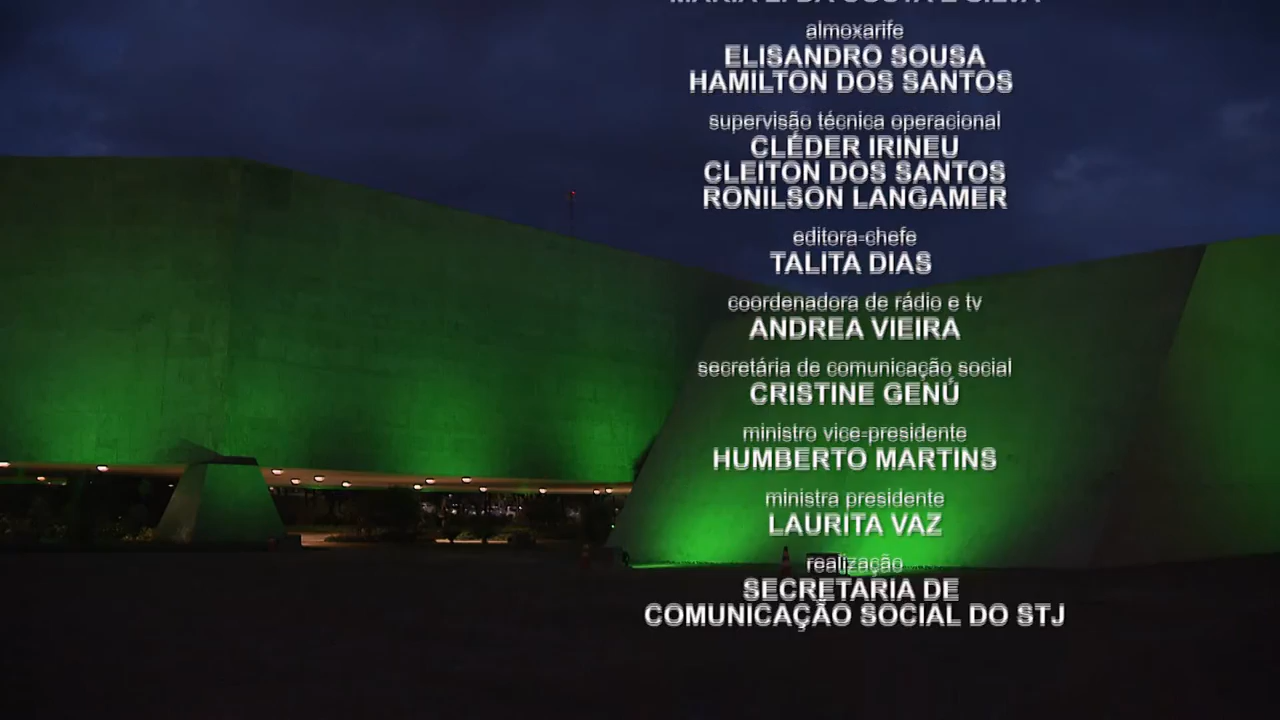 almoxarife
ELISANDRO SOUSA
HAMILTON DOS SANTOS
supervisão técnica operacional
CLÉDER IRINEU
CLEITON DOS SANTOS
RONILSON LANGAMER
editora-chefe
TALITA DIAS
coordenadora de rádio e tv
ANDREA VIEIRA
secretária de comunicação social
CRISTINE GENÚ
ministro vice-presidente
HUMBERTO MARTINS
ministra presidente
LAURITA VAZ
realização
SECRETARIA DE
COMUNICAÇÃO SOCIAL DO STJ